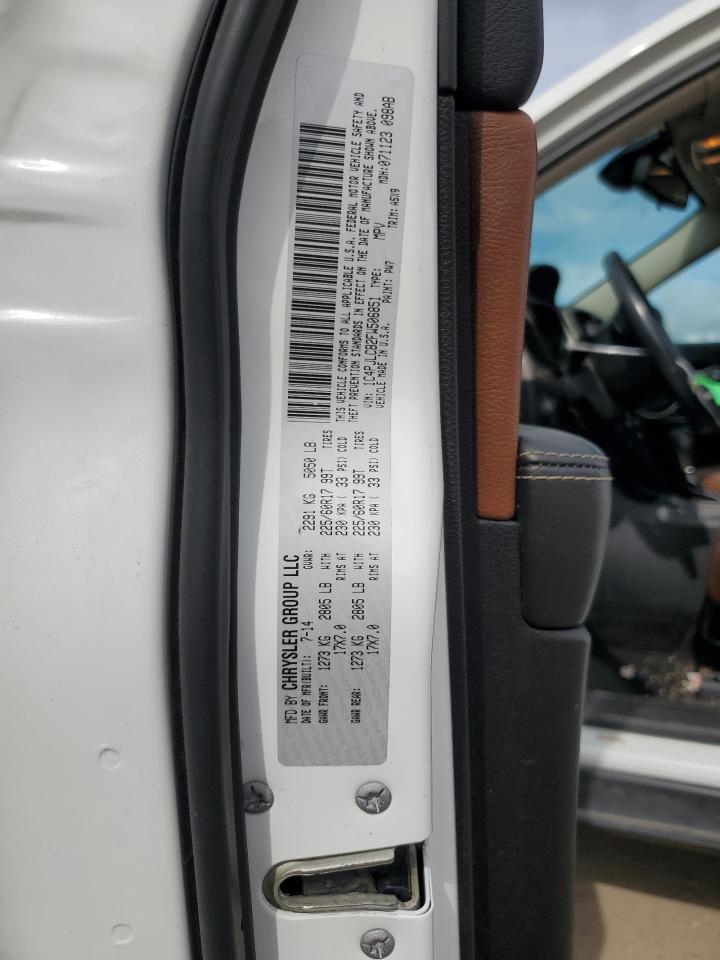 MFD BY CHRYSLER GROUP LLC
DATE OF MFR(BUILT): 7-14 GVWR: 2291 KG 5050 LB
GAWR FRONT: 1273 KG 2805 LB WITH 225/60R17 99T TIRES
17X7.0 RIMS AT 230 KPA ( 33 PSI) COLD
GAWR REAR: 1273 KG 2805 LB WITH 225/60R17 99T TIRES
17X7.0 RIMS AT 230 KPA ( 33 PSI) COLD
THIS VEHICLE CONFORMS TO ALL APPLICABLE U.S.A. FEDERAL MOTOR VEHICLE SAFETY AND
THEFT PREVENTION STANDARDS IN EFFECT ON THE DATE OF MANUFACTURE SHOWN ABOVE.
VIN: 1C4PJLCB2FW506851 TYPE: MPV MDH: 071123 098AB
VEHICLE MADE IN U.S.A. PAINT: PW7 TRIM: A5X9